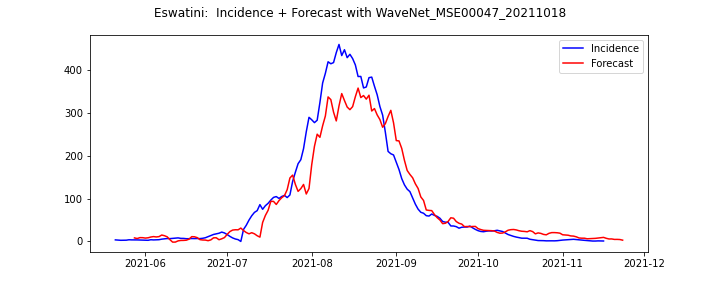 Eswatini:  Incidence + Forecast with WaveNet_MSE00047_20211018
Incidence
Forecast
400
300
200
100
0
2021-06 2021-07 2021-08 2021-09 2021-10 2021-11 2021-12